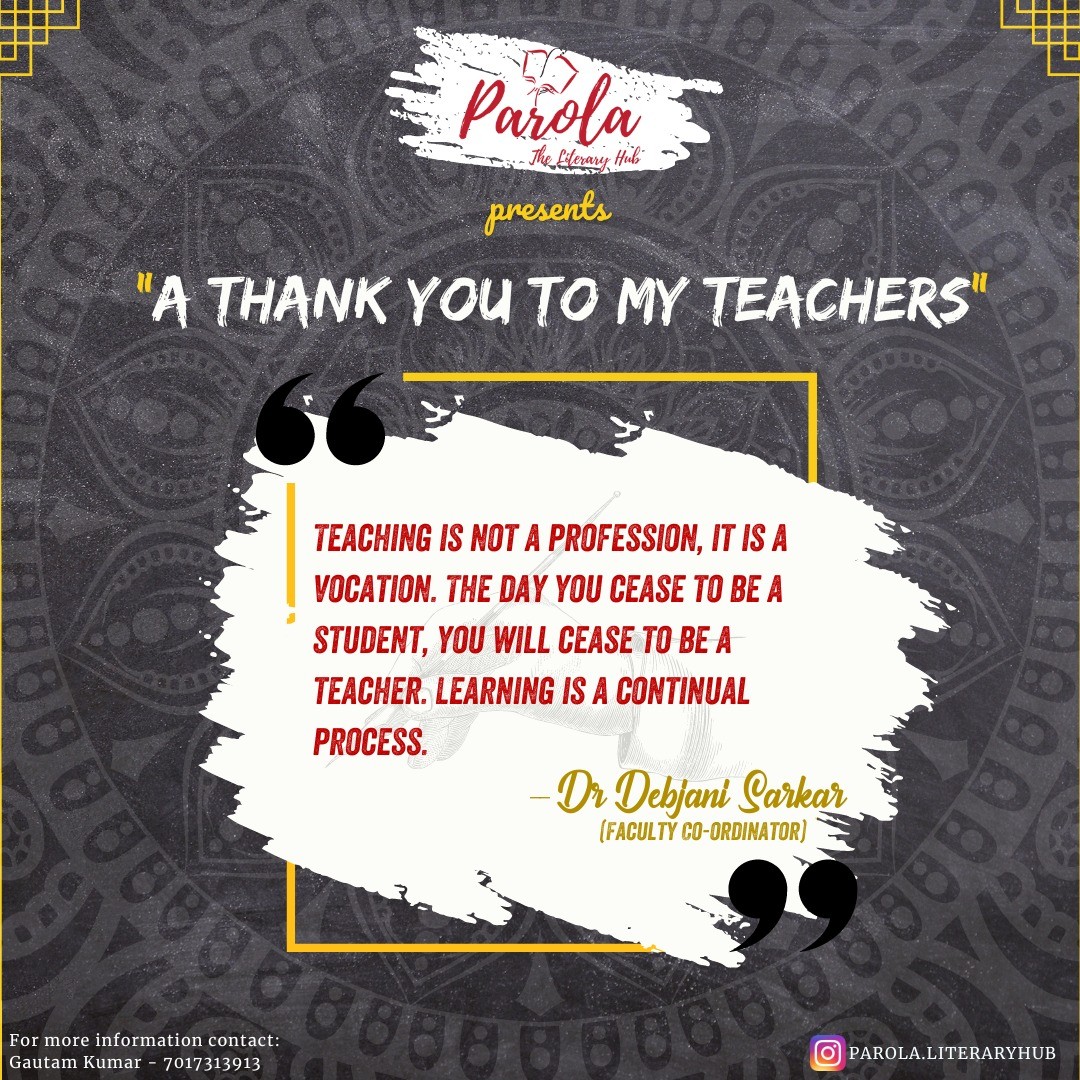 Parola
The Literary Hub
presents
"A THANK YOU TO MY TEACHERS"
TEACHING IS NOT A PROFESSION, IT IS A
VOCATION. THE DAY YOU CEASE TO BE A
STUDENT, YOU WILL CEASE TO BE A
TEACHER. LEARNING IS A CONTINUAL
PROCESS.
— Dr Debjani Sarkar
(FACULTY CO-ORDINATOR)
For more information contact:
Gautam Kumar - 7017313913
PAROLA.LITERARYHUB